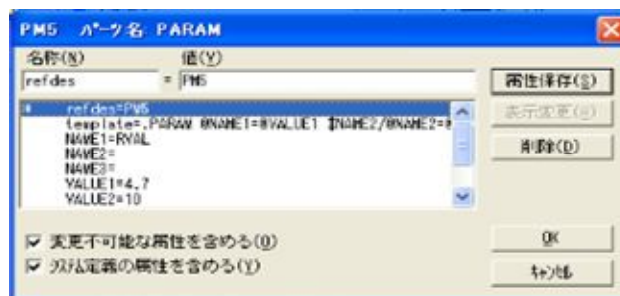 PM5 パーツ名: PARAM
名称(N) 値(V)
refdes = PM5
属性保存(S)
* refdes=PM5
表示変更(H)
template=.PARAM @NAME1=@VALUE1 $NAME2/@NAME2=
NAME1=RVAL
削除(D)
NAME2=
NAME3=
VALUE1=4.7
VALUE2=10
変更不可能な属性を含める(O)
OK
システム定義の属性を含める(Y)
キャンセル